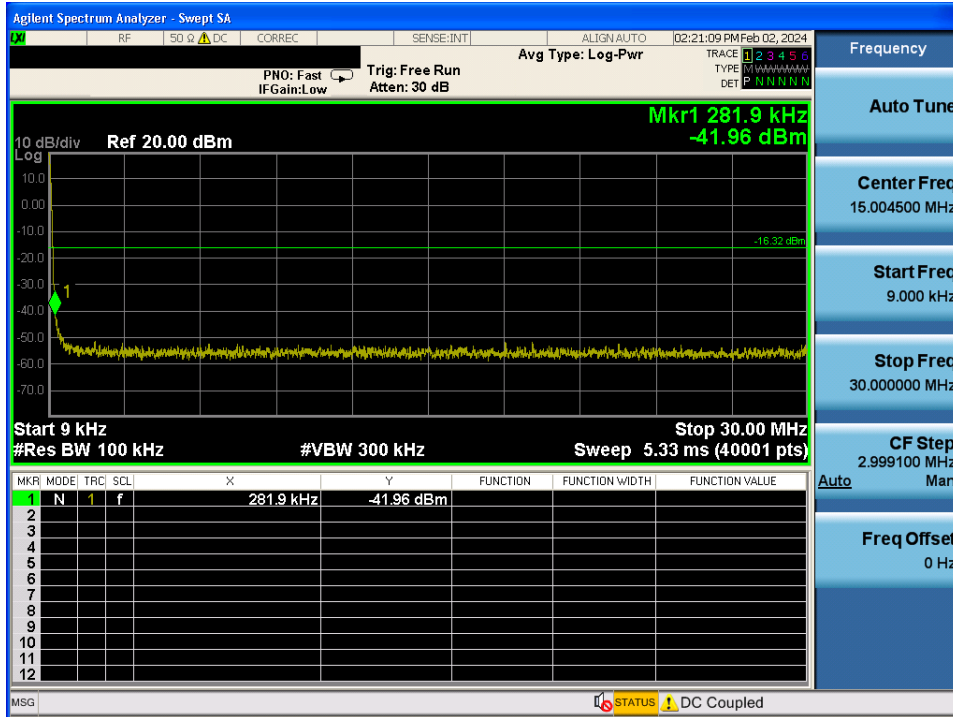 Agilent Spectrum Analyzer - Swept SA
LXI RF 50 Ω DC CORREC SENSE:INT ALIGN AUTO 02:21:09 PM Feb 02, 2024
PNO: Fast
IFGain:Low
Trig: Free Run
Atten: 30 dB
Avg Type: Log-Pwr
TRACE 1 2 3 4 5 6
TYPE M WWWWW
DET P N N N N N
Mkr1 281.9 kHz
-41.96 dBm
10 dB/div Ref 20.00 dBm
Log
10.0
0.00
-10.0
-16.32 dBm
-20.0
-30.0
1
-40.0
-50.0
-60.0
-70.0
Start 9 kHz Stop 30.00 MHz
#Res BW 100 kHz #VBW 300 kHz Sweep 5.33 ms (40001 pts)
MKR MODE TRC SCL X Y FUNCTION FUNCTION WIDTH FUNCTION VALUE
1 N 1 f 281.9 kHz -41.96 dBm
2
3
4
5
6
7
8
9
10
11
12
MSG STATUS DC Coupled
Frequency
Auto Tune
Center Freq
15.004500 MHz
Start Freq
9.000 kHz
Stop Freq
30.000000 MHz
CF Step
2.999100 MHz
Auto Man
Freq Offset
0 Hz